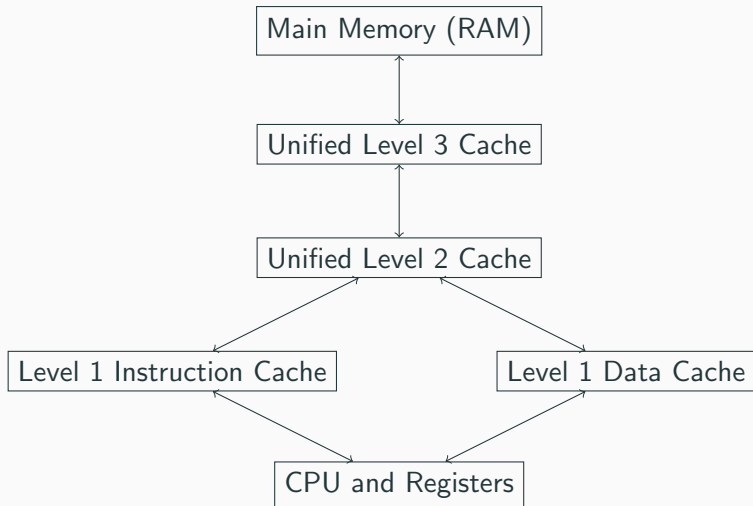 Main Memory (RAM)
Unified Level 3 Cache
Unified Level 2 Cache
Level 1 Instruction Cache
Level 1 Data Cache
CPU and Registers